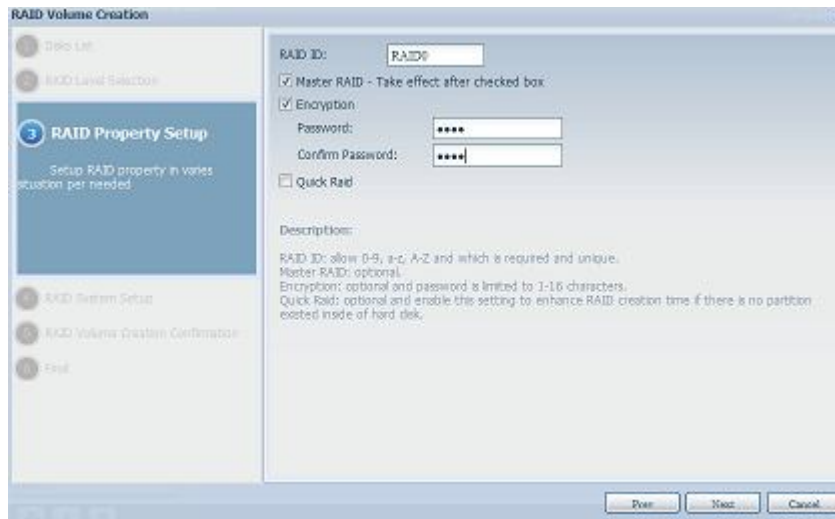 RAID Volume Creation
1 Disks List
2 RAID Level Selection
3 RAID Property Setup
Setup RAID property in varies
stuation per needed
RAID System Setup
RAID Volume Creation Confirmation
RAID ID: RAID0
Master RAID - Take effect after checked box
Encryption
Password: ••••
Confirm Password: ••••
Quick Raid
Description:
RAID ID: allow 0-9, a-z, A-Z and which is required and unique.
Master RAID: optional.
Encryption: optional and password is limited to 1-16 characters.
Quick Raid: optional and enable this setting to enhance RAID creation time if there is no partition
existed inside of hard disk.
Prev Next Cancel